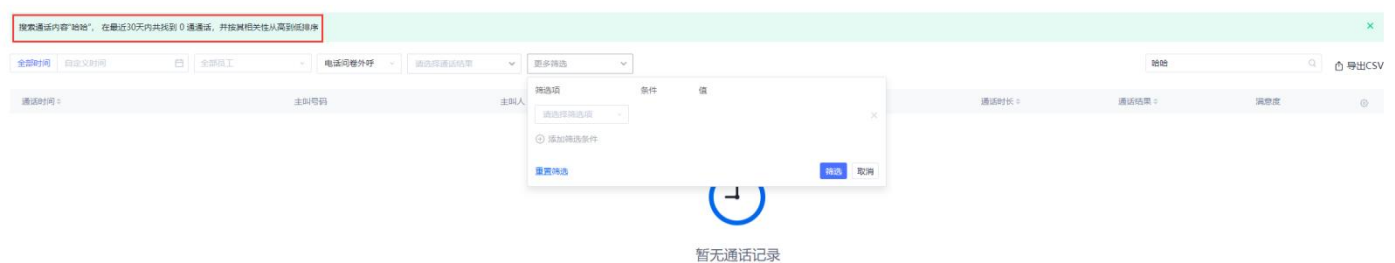 搜索通话内容"哈哈"， 在最近30天内共找到 0 通通话，并按其相关性从高到低排序
全部时间 自定义时间 全部员工 电话问卷外呼 请选择通话结果 更多筛选 哈哈 导出CSV
筛选项 条件 值
通话时间 主叫号码 主叫人 通话时长 通话结果 满意度
请选择筛选项
添加筛选条件
重置筛选 筛选 取消
暂无通话记录